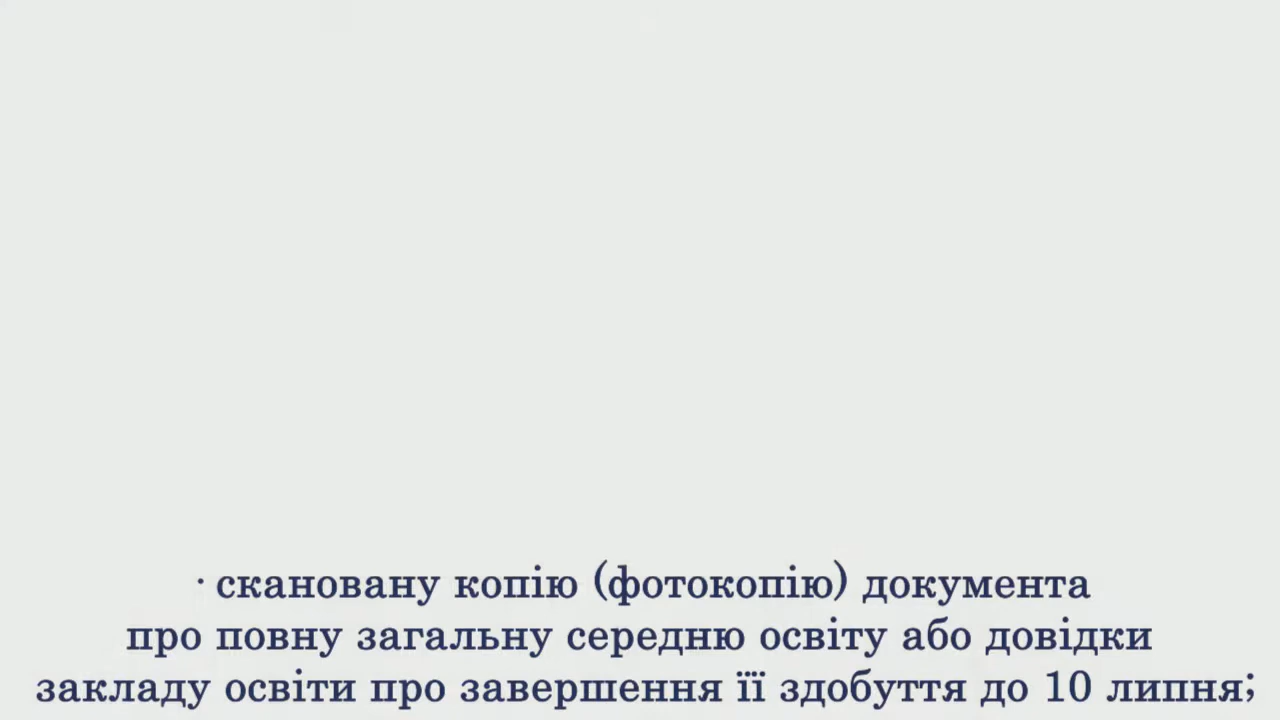 · скановану копію (фотокопію) документа
про повну загальну середню освіту або довідки
закладу освіти про завершення її здобуття до 10 липня;